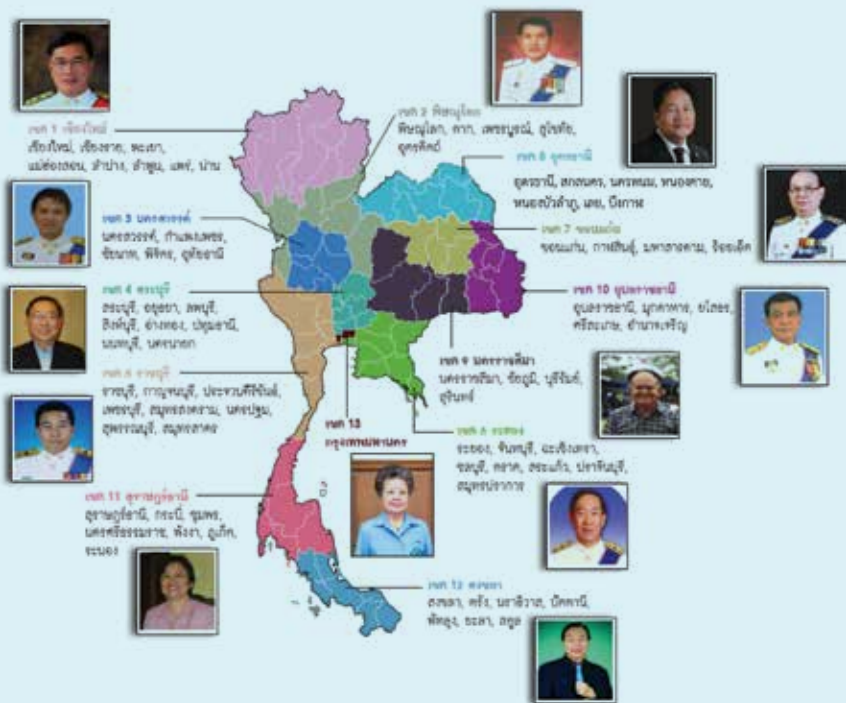 เขต 1 เชียงใหม่
เชียงใหม่, เชียงราย, พะเยา,
แม่ฮ่องสอน, ลำปาง, ลำพูน, แพร่, น่าน
เขต 2 พิษณุโลก
พิษณุโลก, ตาก, เพชรบูรณ์, สุโขทัย,
อุตรดิตถ์
เขต 8 อุดรธานี
อุดรธานี, สกลนคร, นครพนม, หนองคาย,
หนองบัวลำภู, เลย, บึงกาฬ
เขต 3 นครสวรรค์
นครสวรรค์, กำแพงเพชร,
ชัยนาท, พิจิตร, อุทัยธานี
เขต 7 ขอนแก่น
ขอนแก่น, กาฬสินธุ์, มหาสารคาม, ร้อยเอ็ด
เขต 4 สระบุรี
สระบุรี, อยุธยา, ลพบุรี,
สิงห์บุรี, อ่างทอง, ปทุมธานี,
นนทบุรี, นครนายก
เขต 10 อุบลราชธานี
อุบลราชธานี, มุกดาหาร, ยโสธร,
ศรีสะเกษ, อำนาจเจริญ
เขต 9 นครราชสีมา
นครราชสีมา, ชัยภูมิ, บุรีรัมย์,
สุรินทร์
เขต 5 ราชบุรี
ราชบุรี, กาญจนบุรี, ประจวบคีรีขันธ์,
เพชรบุรี, สมุทรสงคราม, นครปฐม,
สุพรรณบุรี, สมุทรสาคร
เขต 13
กรุงเทพมหานคร
เขต 6 ระยอง
ระยอง, จันทบุรี, ฉะเชิงเทรา,
ชลบุรี, ตราด, สระแก้ว, ปราจีนบุรี,
สมุทรปราการ
เขต 11 สุราษฎร์ธานี
สุราษฎร์ธานี, กระบี่, ชุมพร,
นครศรีธรรมราช, พังงา, ภูเก็ต,
ระนอง
เขต 12 สงขลา
สงขลา, ตรัง, นราธิวาส, ปัตตานี,
พัทลุง, ยะลา, สตูล